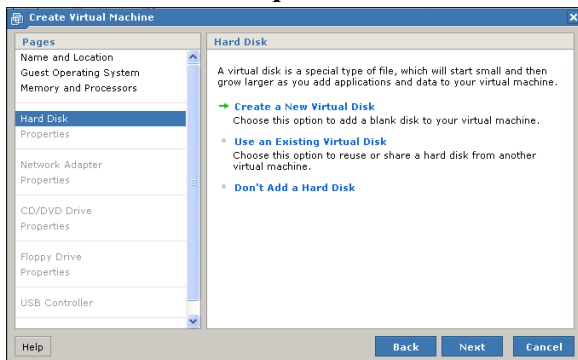 Create Virtual Machine
Pages
Name and Location
Guest Operating System
Memory and Processors
Hard Disk
Properties
Network Adapter
Properties
CD/DVD Drive
Properties
Floppy Drive
Properties
USB Controller
Hard Disk
A virtual disk is a special type of file, which will start small and then
grow larger as you add applications and data to your virtual machine.
Create a New Virtual Disk
Choose this option to add a blank disk to your virtual machine.
Use an Existing Virtual Disk
Choose this option to reuse or share a hard disk from another
virtual machine.
Don't Add a Hard Disk
Help
Back
Next
Cancel